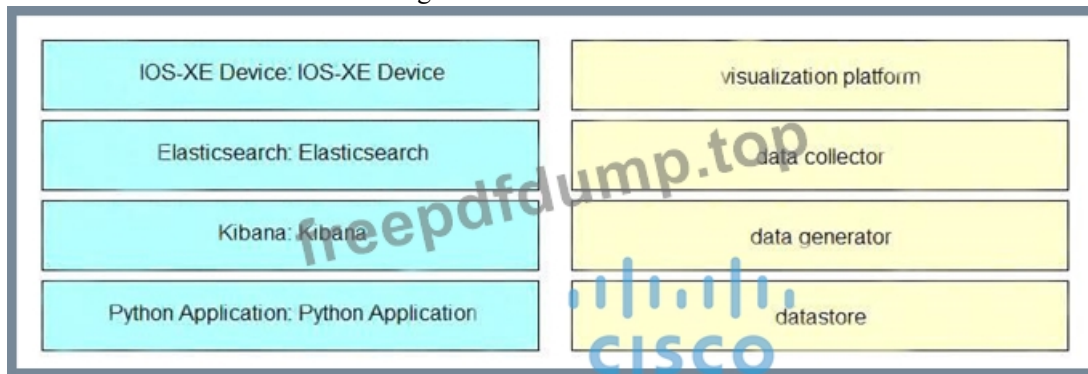 IOS-XE Device: IOS-XE Device
visualization platform
Elasticsearch: Elasticsearch
data collector
Kibana: Kibana
data generator
Python Application: Python Application
datastore
freepdfdump.top
CISCO